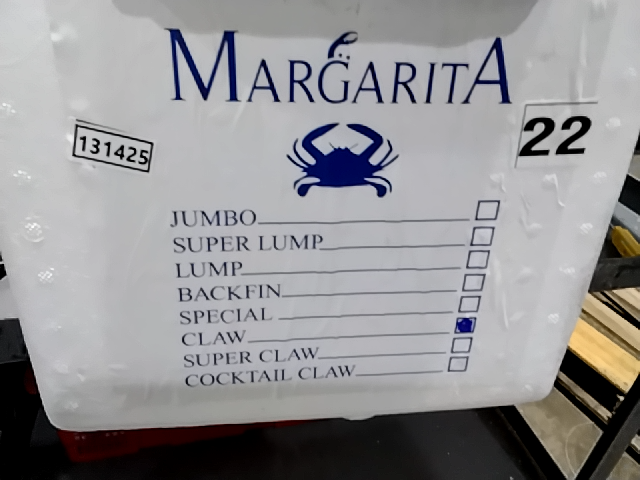 MARGARITA
131425
22
JUMBO
SUPER LUMP
LUMP
BACKFIN
SPECIAL
CLAW
SUPER CLAW
COCKTAIL CLAW